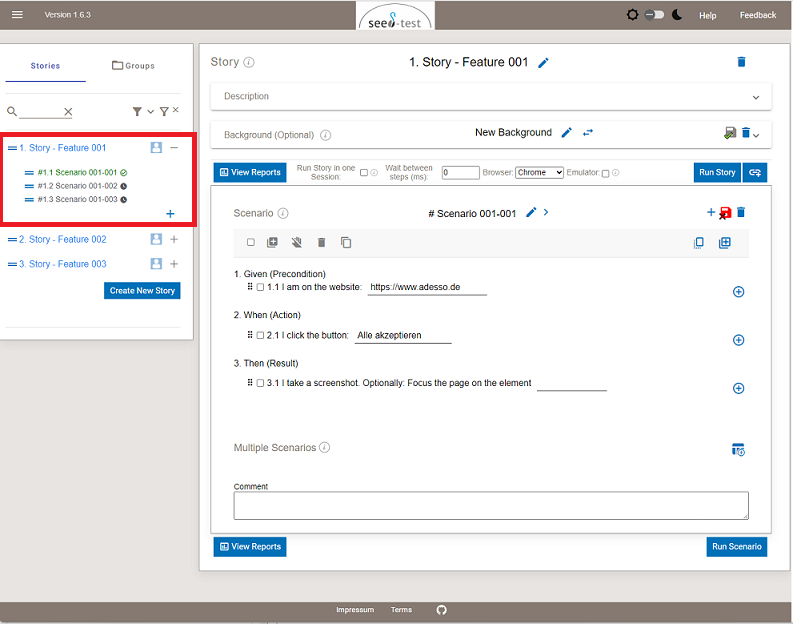 Version 1.6.3
seed-test
Help
Feedback
Stories
Groups
1. Story - Feature 001
#1.1 Scenario 001-001
#1.2 Scenario 001-002
#1.3 Scenario 001-003
2. Story - Feature 002
3. Story - Feature 003
Create New Story
Story
1. Story - Feature 001
Description
Background (Optional)
New Background
View Reports
Run Story in one
Session:
Wait between
steps (ms):
0
Browser:
Chrome
Emulator:
Run Story
Scenario
# Scenario 001-001
1. Given (Precondition)
1.1 I am on the website: https://www.adesso.de
2. When (Action)
2.1 I click the button: Alle akzeptieren
3. Then (Result)
3.1 I take a screenshot. Optionally: Focus the page on the element
Multiple Scenarios
Comment
View Reports
Run Scenario
Impressum
Terms